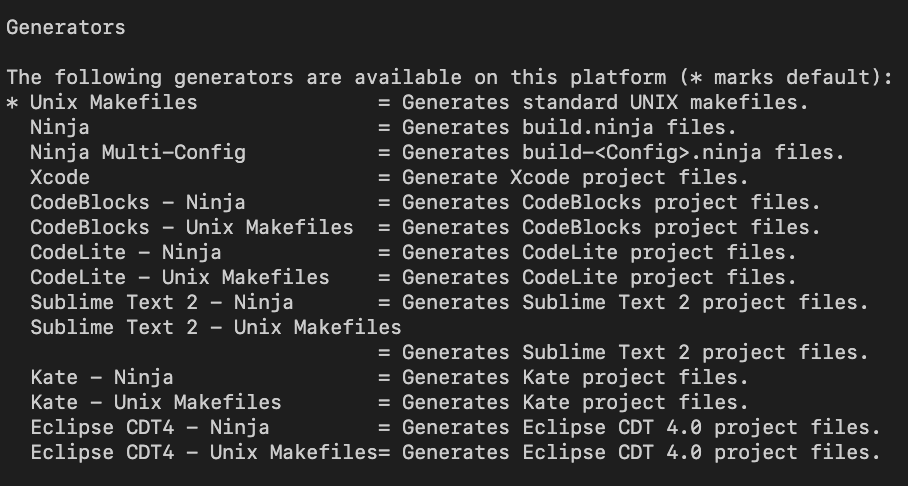 Generators

The following generators are available on this platform (* marks default):
* Unix Makefiles               = Generates standard UNIX makefiles.
  Ninja                        = Generates build.ninja files.
  Ninja Multi-Config           = Generates build-<Config>.ninja files.
  Xcode                        = Generate Xcode project files.
  CodeBlocks - Ninja           = Generates CodeBlocks project files.
  CodeBlocks - Unix Makefiles  = Generates CodeBlocks project files.
  CodeLite - Ninja             = Generates CodeLite project files.
  CodeLite - Unix Makefiles    = Generates CodeLite project files.
  Sublime Text 2 - Ninja       = Generates Sublime Text 2 project files.
  Sublime Text 2 - Unix Makefiles
                               = Generates Sublime Text 2 project files.
  Kate - Ninja                 = Generates Kate project files.
  Kate - Unix Makefiles        = Generates Kate project files.
  Eclipse CDT4 - Ninja         = Generates Eclipse CDT 4.0 project files.
  Eclipse CDT4 - Unix Makefiles= Generates Eclipse CDT 4.0 project files.